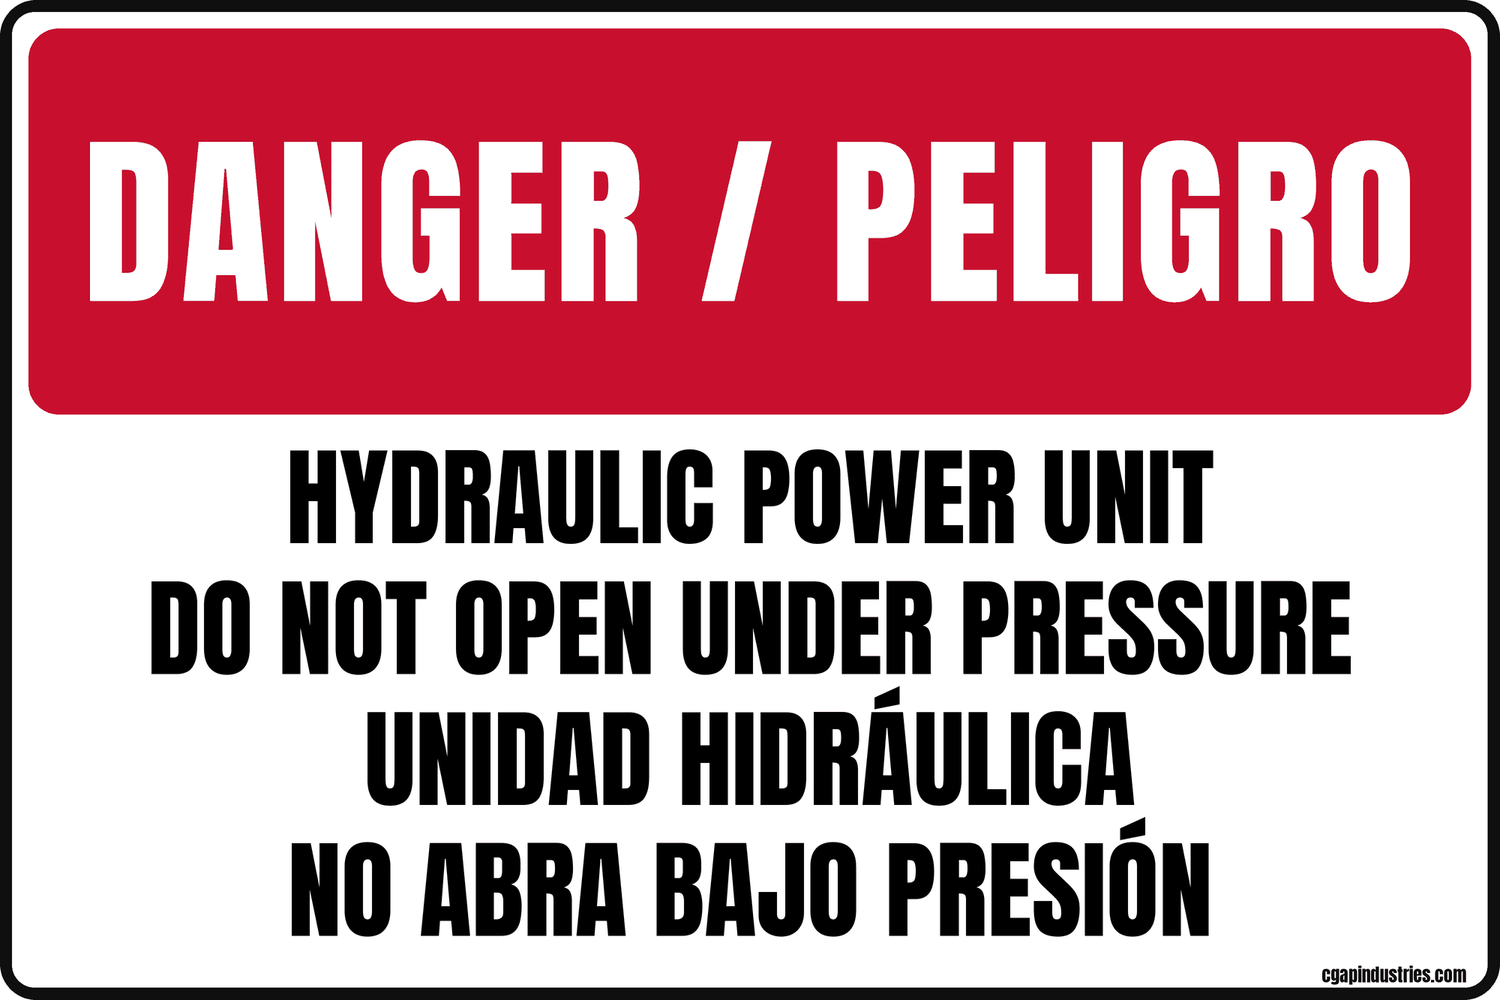 DANGER / PELIGRO
HYDRAULIC POWER UNIT
DO NOT OPEN UNDER PRESSURE
UNIDAD HIDRÁULICA
NO ABRA BAJO PRESIÓN
cgapindustries.com